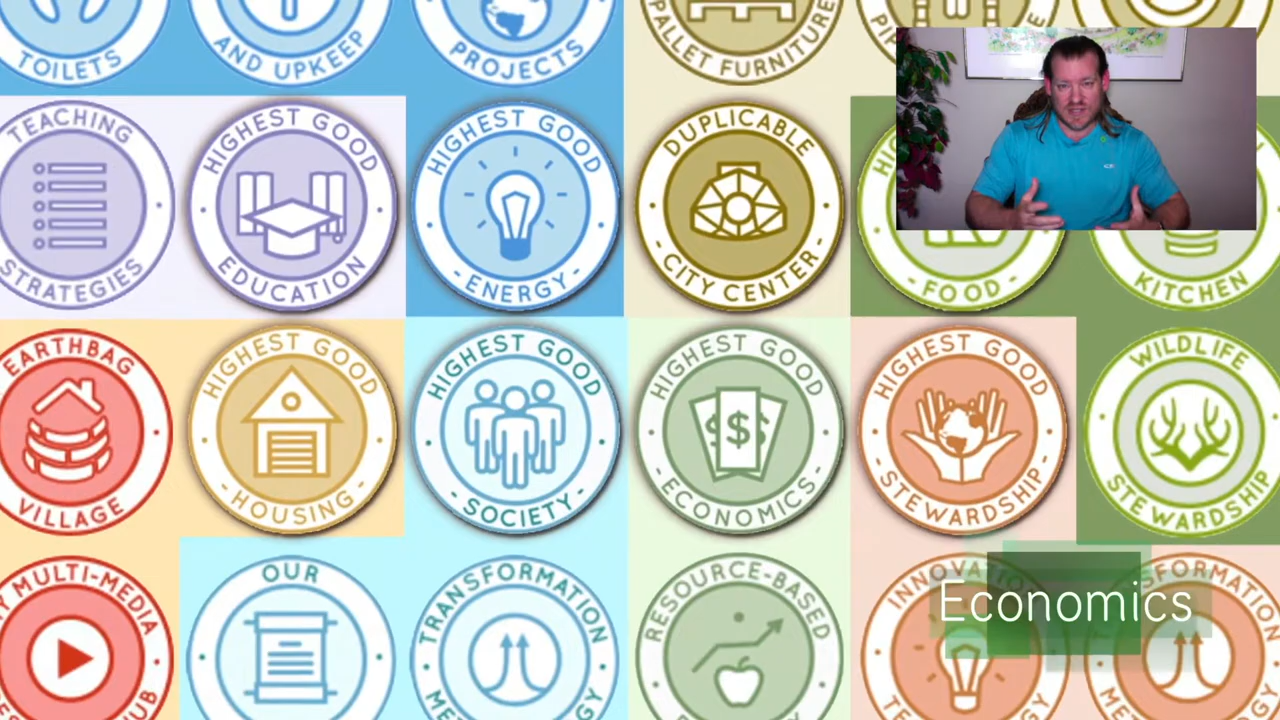 TOILETS
AND UPKEEP
PROJECTS
PALLET FURNITURE
TEACHING
STRATEGIES
HIGHEST GOOD
EDUCATION
HIGHEST GOOD
- ENERGY -
DUPLICABLE
- CITY CENTER -
- FOOD -
KITCHEN
EARTHBAG
VILLAGE
HIGHEST GOOD
- HOUSING -
HIGHEST GOOD
- SOCIETY -
HIGHEST GOOD
$$$
- ECONOMICS -
HIGHEST GOOD
- STEWARDSHIP -
WILDLIFE
STEWARDSHIP
MULTI-MEDIA
OUR
TRANSFORMATION
RESOURCE-BASED
Economics